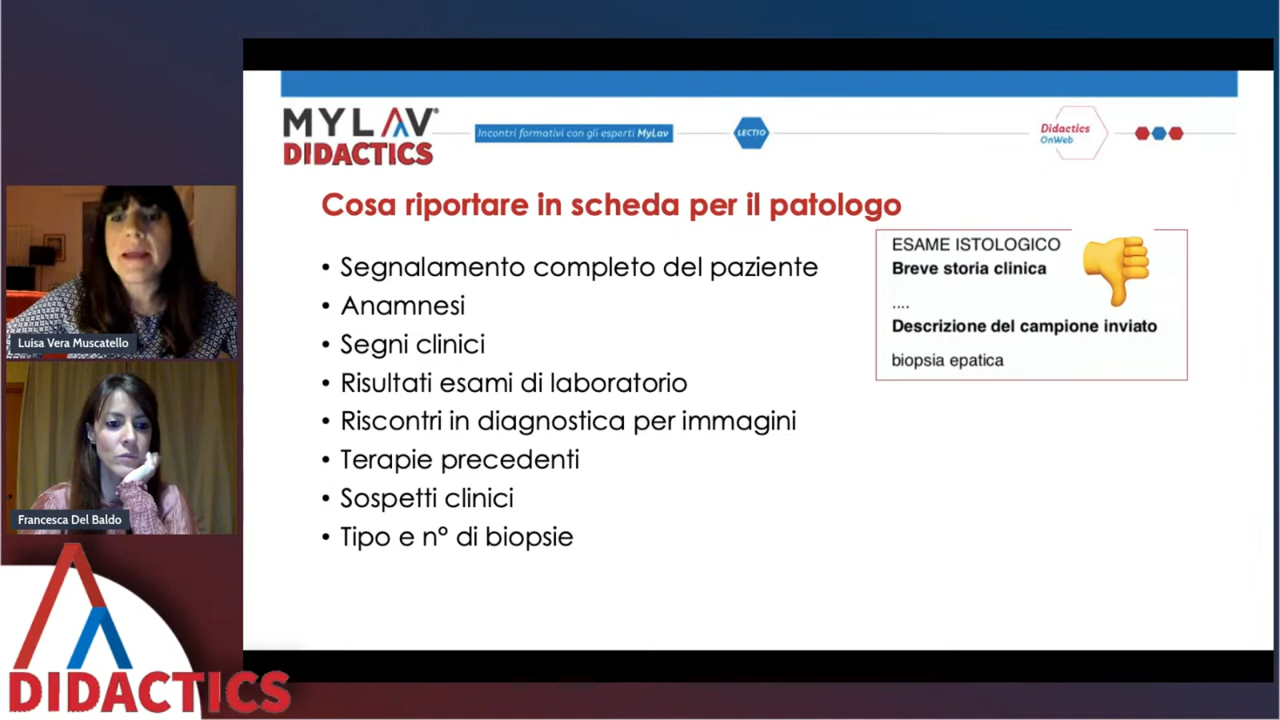 MYLAV®
DIDACTICS
Incontri formativi con gli esperti MyLav
LECTIO
Didactics
OnWeb
Cosa riportare in scheda per il patologo
• Segnalamento completo del paziente
• Anamnesi
• Segni clinici
• Risultati esami di laboratorio
• Riscontri in diagnostica per immagini
• Terapie precedenti
• Sospetti clinici
• Tipo e n° di biopsie
ESAME ISTOLOGICO
Breve storia clinica
....
Descrizione del campione inviato
biopsia epatica
Luisa Vera Muscatello
Francesca Del Baldo
DIDACTICS